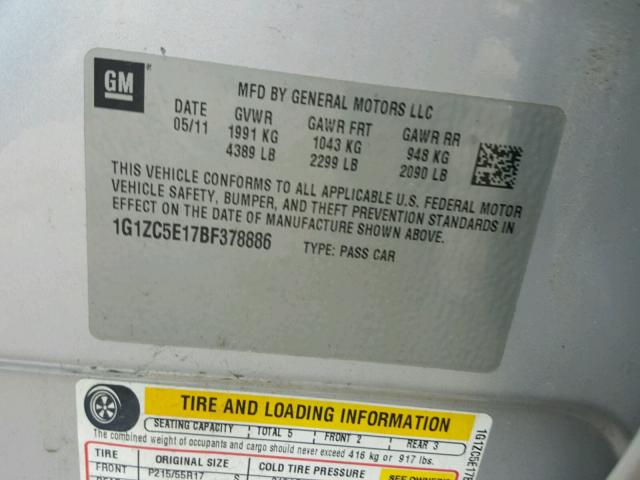 GM
MFD BY GENERAL MOTORS LLC
DATE GVWR GAWR FRT GAWR RR
05/11 1991 KG 1043 KG 948 KG
4389 LB 2299 LB 2090 LB
THIS VEHICLE CONFORMS TO ALL APPLICABLE U.S. FEDERAL MOTOR
VEHICLE SAFETY, BUMPER, AND THEFT PREVENTION STANDARDS IN
EFFECT ON THE DATE OF MANUFACTURE SHOWN ABOVE.
1G1ZC5E17BF378886 TYPE: PASS CAR
TIRE AND LOADING INFORMATION
SEATING CAPACITY TOTAL 5 FRONT 2 REAR 3
The combined weight of occupants and cargo should never exceed 416 kg or 917 lbs.
TIRE ORIGINAL SIZE COLD TIRE PRESSURE SEE OWNER'S
FRONT P215/55R17 S
1G1ZC5E17B